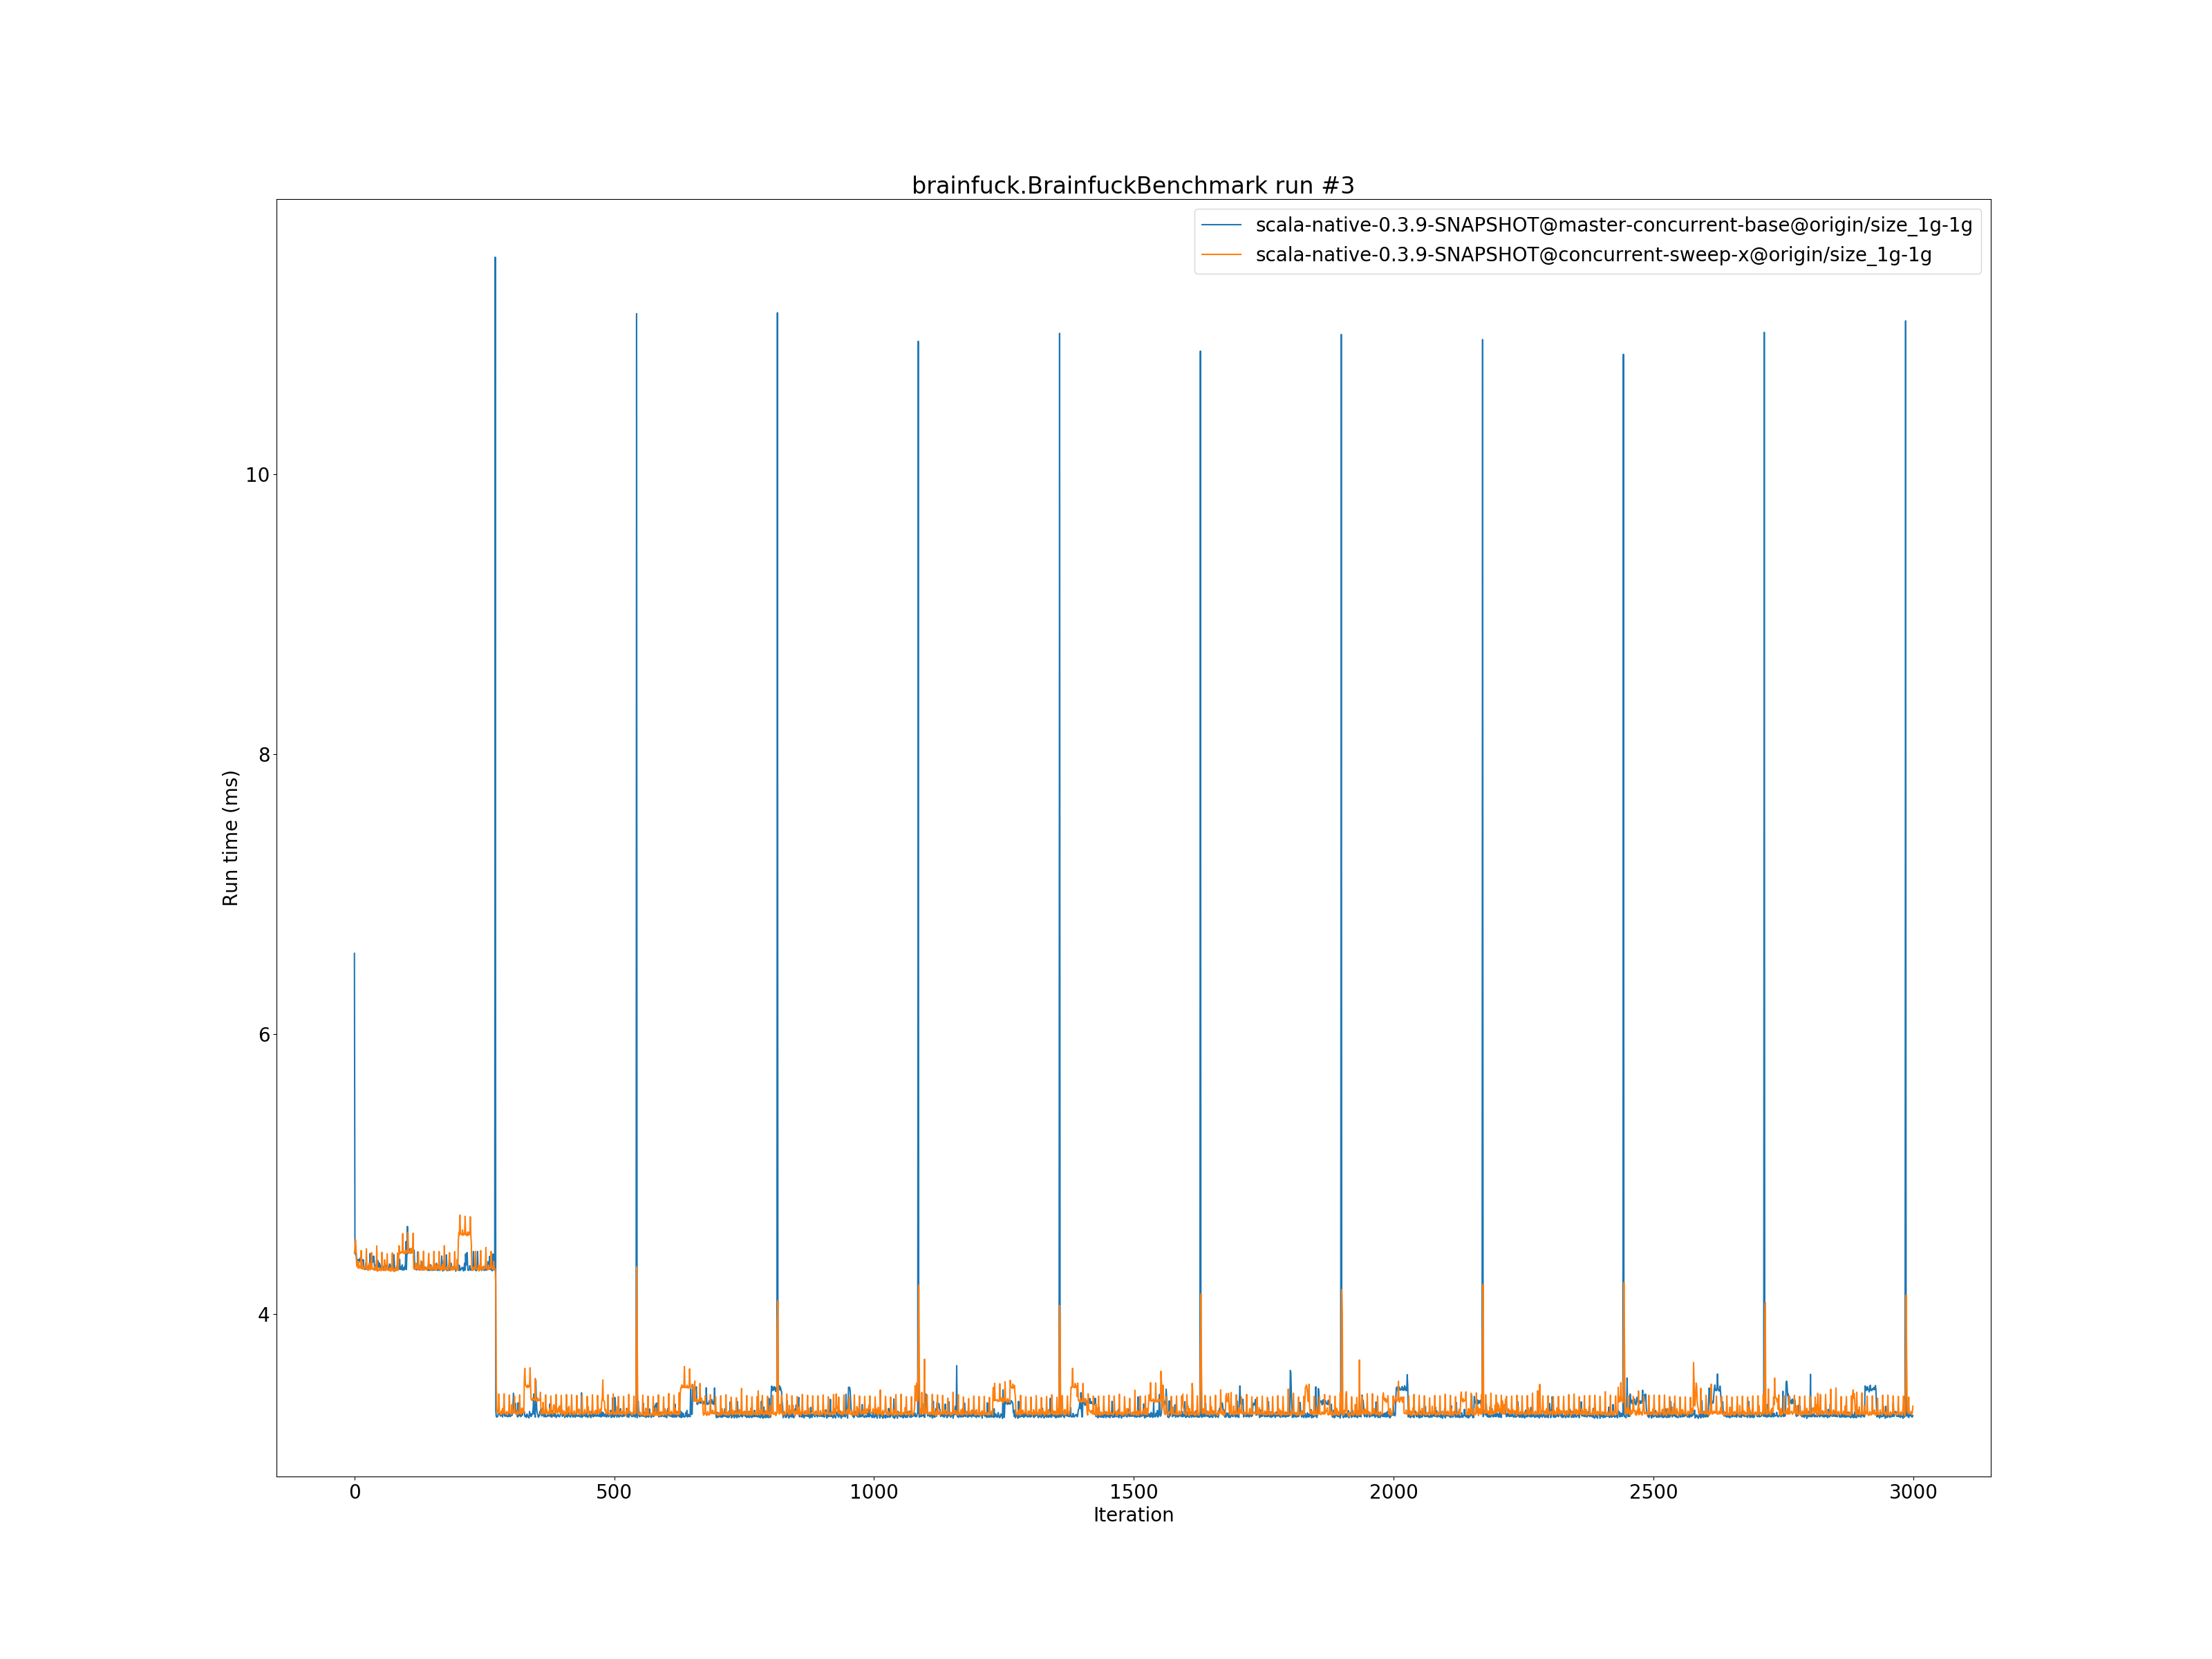 brainfuck.BrainfuckBenchmark run #3
scala-native-0.3.9-SNAPSHOT@master-concurrent-base@origin/size_1g-1g
scala-native-0.3.9-SNAPSHOT@concurrent-sweep-x@origin/size_1g-1g
10
8
6
4
Run time (ms)
0 500 1000 1500 2000 2500 3000
Iteration